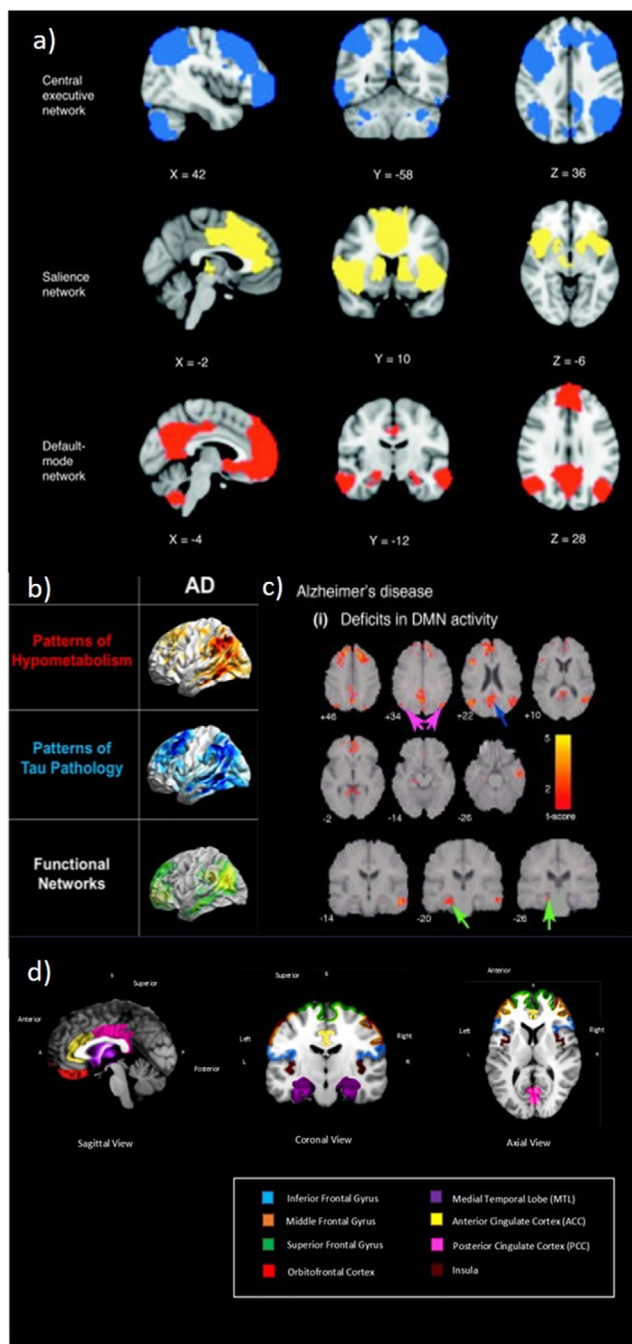 a)
Central
executive
network
X = 42
Y = -58
Z = 36
Salience
network
X = -2
Y = 10
Z = -6
Default-
mode
network
X = -4
Y = -12
Z = 28
b)
AD
Patterns of
Hypometabolism
Patterns of
Tau Pathology
Functional
Networks
c)
Alzheimer's disease
(i) Deficits in DMN activity
+46
+34
+22
+10
-2
-14
-26
5
2
t-score
-14
-20
-26
d)
S
Superior
Anterior
A
P
Posterior
Sagittal View
Superior
S
Left
Right
L
R
Coronal View
Anterior
A
Left
Right
L
R
Axial View
Inferior Frontal Gyrus
Middle Frontal Gyrus
Superior Frontal Gyrus
Orbitofrontal Cortex
Medial Temporal Lobe (MTL)
Anterior Cingulate Cortex (ACC)
Posterior Cingulate Cortex (PCC)
Insula